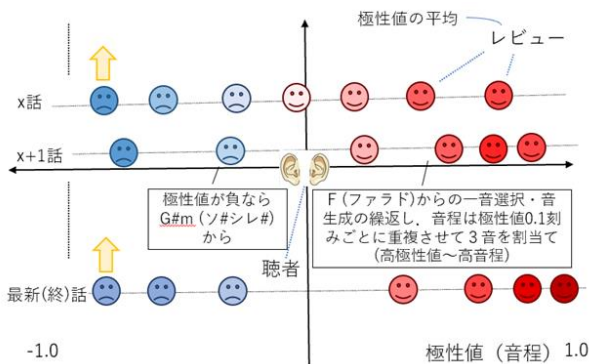 極性値の平均
レビュー
x話
x+1話
極性値が負なら
G#m (ソ#シレ#)
から
F (ファラド)からの一音選択・音
生成の繰返し．音程は極性値0.1刻
みごとに重複させて３音を割当て
(高極性値～高音程)
聴者
最新(終)話
-1.0
極性値（音程）
1.0